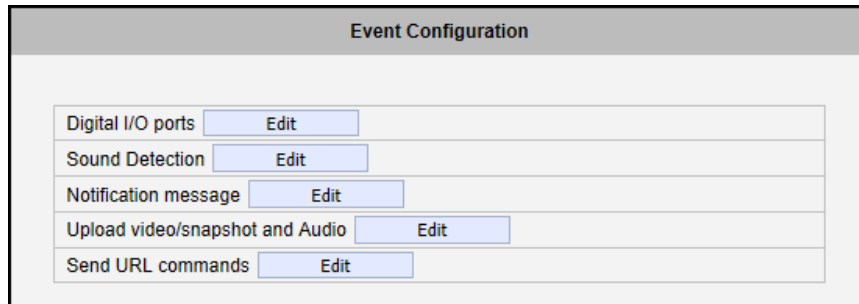 Event Configuration
Digital I/O ports Edit
Sound Detection Edit
Notification message Edit
Upload video/snapshot and Audio Edit
Send URL commands Edit